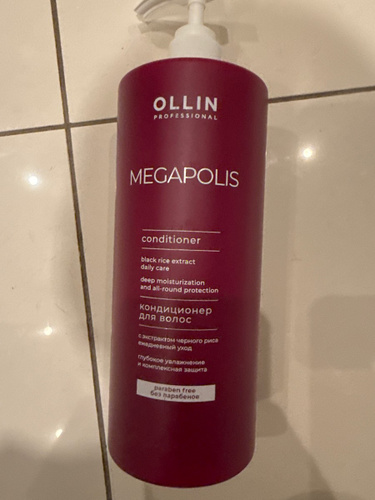 OLLIN
PROFESSIONAL
MEGAPOLIS
conditioner
black rice extract
daily care
deep moisturization
and all-round protection
кондиционер
для волос
с экстрактом черного риса
ежедневный уход
глубокое увлажнение
и комплексная защита
paraben free
без парабенов